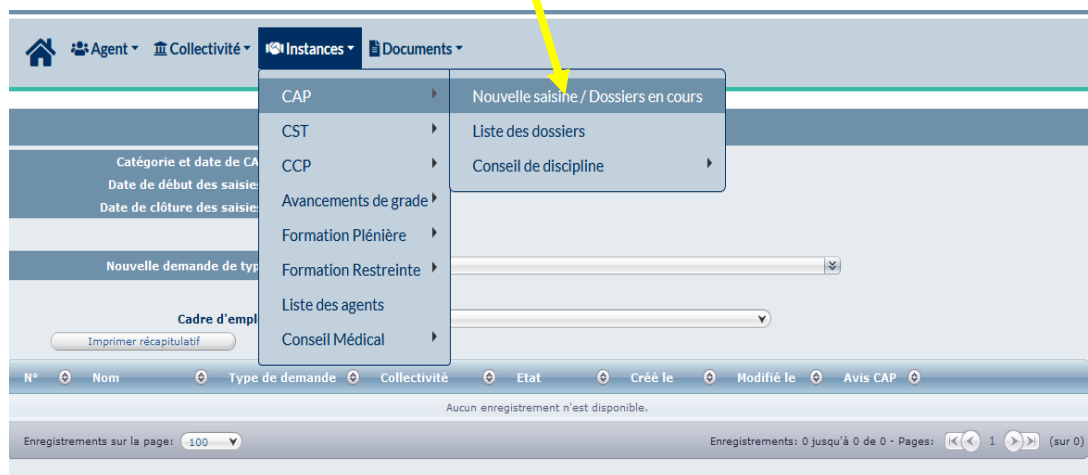 Agent Collectivité Instances Documents
CAP
CST
CCP
Avancements de grade
Formation Plénière
Formation Restreinte
Liste des agents
Conseil Médical
Nouvelle saisine / Dossiers en cours
Liste des dossiers
Conseil de discipline
Catégorie et date de CA
Date de début des saisies
Date de clôture des saisies
Nouvelle demande de typ
Cadre d'empl
Imprimer récapitulatif
N° Nom Type de demande Collectivité Etat Créé le Modifié le Avis CAP
Aucun enregistrement n'est disponible.
Enregistrements sur la page: 100 Enregistrements: 0 jusqu'à 0 de 0 - Pages: 1 (sur 0)